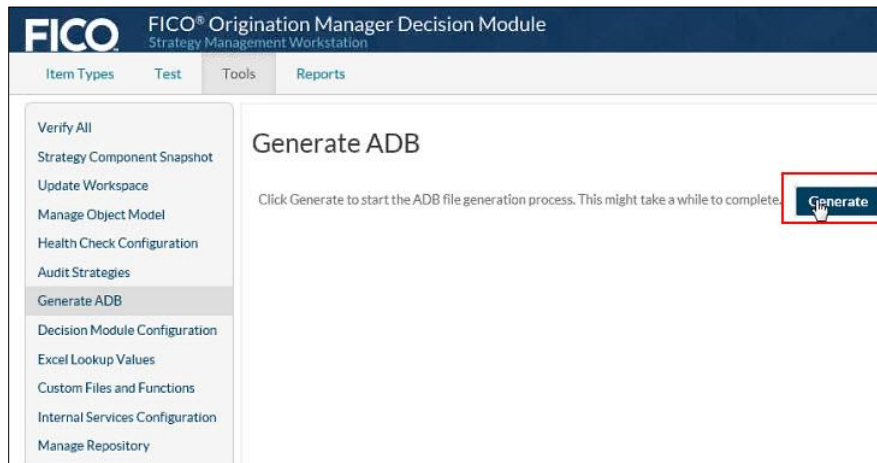 FICO® Origination Manager Decision Module
FICO Strategy Management Workstation
Item Types Test Tools Reports
Verify All
Strategy Component Snapshot
Update Workspace
Manage Object Model
Health Check Configuration
Audit Strategies
Generate ADB
Decision Module Configuration
Excel Lookup Values
Custom Files and Functions
Internal Services Configuration
Manage Repository
Generate ADB
Click Generate to start the ADB file generation process. This might take a while to complete. Generate